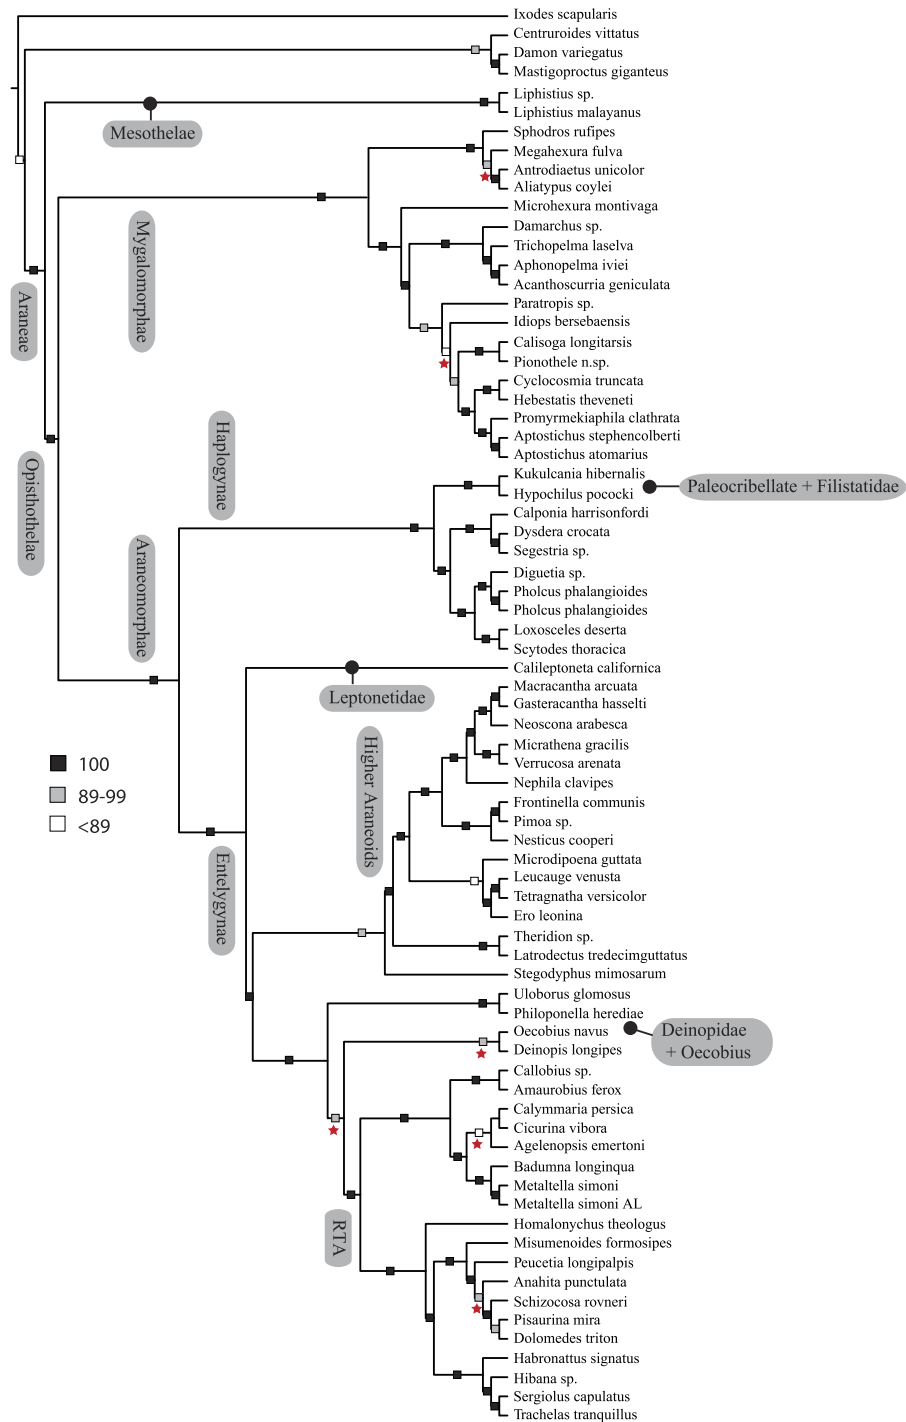 Ixodes scapularis
Centruroides vittatus
Damon variegatus
Mastigoproctus giganteus
Liphistius sp.
Liphistius malayanus
Mesothelae
Sphodros rufipes
Megahexura fulva
Antrodiaetus unicolor
Aliatypus coylei
Microhexura montivaga
Mygalomorphae
Damarchus sp.
Trichopelma laselva
Aphonopelma iviei
Acanthoscurria geniculata
Araneae
Paratropis sp.
Idiops bersebaensis
Calisoga longitarsis
Pionothele n.sp.
Cyclocosmia truncata
Hebestatis theveneti
Promyrmekiaphila clathrata
Aptostichus stephencolberti
Aptostichus atomarius
Haplogynae
Opisthothelae
Kukulcania hibernalis
Hypochilus pococki
Paleocribellate + Filistatidae
Calponia harrisonfordi
Dysdera crocata
Segestria sp.
Araneomorphae
Diguetia sp.
Pholcus phalangioides
Pholcus phalangioides
Loxosceles deserta
Scytodes thoracica
Calileptoneta californica
Leptonetidae
Macracantha arcuata
Gasteracantha hasselti
Neoscona arabesca
Micrathena gracilis
Verrucosa arenata
Nephila clavipes
Higher Araneoids
100
89-99
<89
Frontinella communis
Pimoa sp.
Nesticus cooperi
Microdipoena guttata
Leucauge venusta
Tetragnatha versicolor
Ero leonina
Entelygynae
Theridion sp.
Latrodectus tredecimguttatus
Stegodyphus mimosarum
Uloborus glomosus
Philoponella herediae
Oecobius navus
Deinopis longipes
Deinopidae
+ Oecobius
Callobius sp.
Amaurobius ferox
Calymmaria persica
Cicurina vibora
Agelenopsis emertoni
Badumna longinqua
Metaltella simoni
Metaltella simoni AL
RTA
Homalonychus theologus
Misumenoides formosipes
Peucetia longipalpis
Anahita punctulata
Schizocosa rovneri
Pisaurina mira
Dolomedes triton
Habronattus signatus
Hibana sp.
Sergiolus capulatus
Trachelas tranquillus